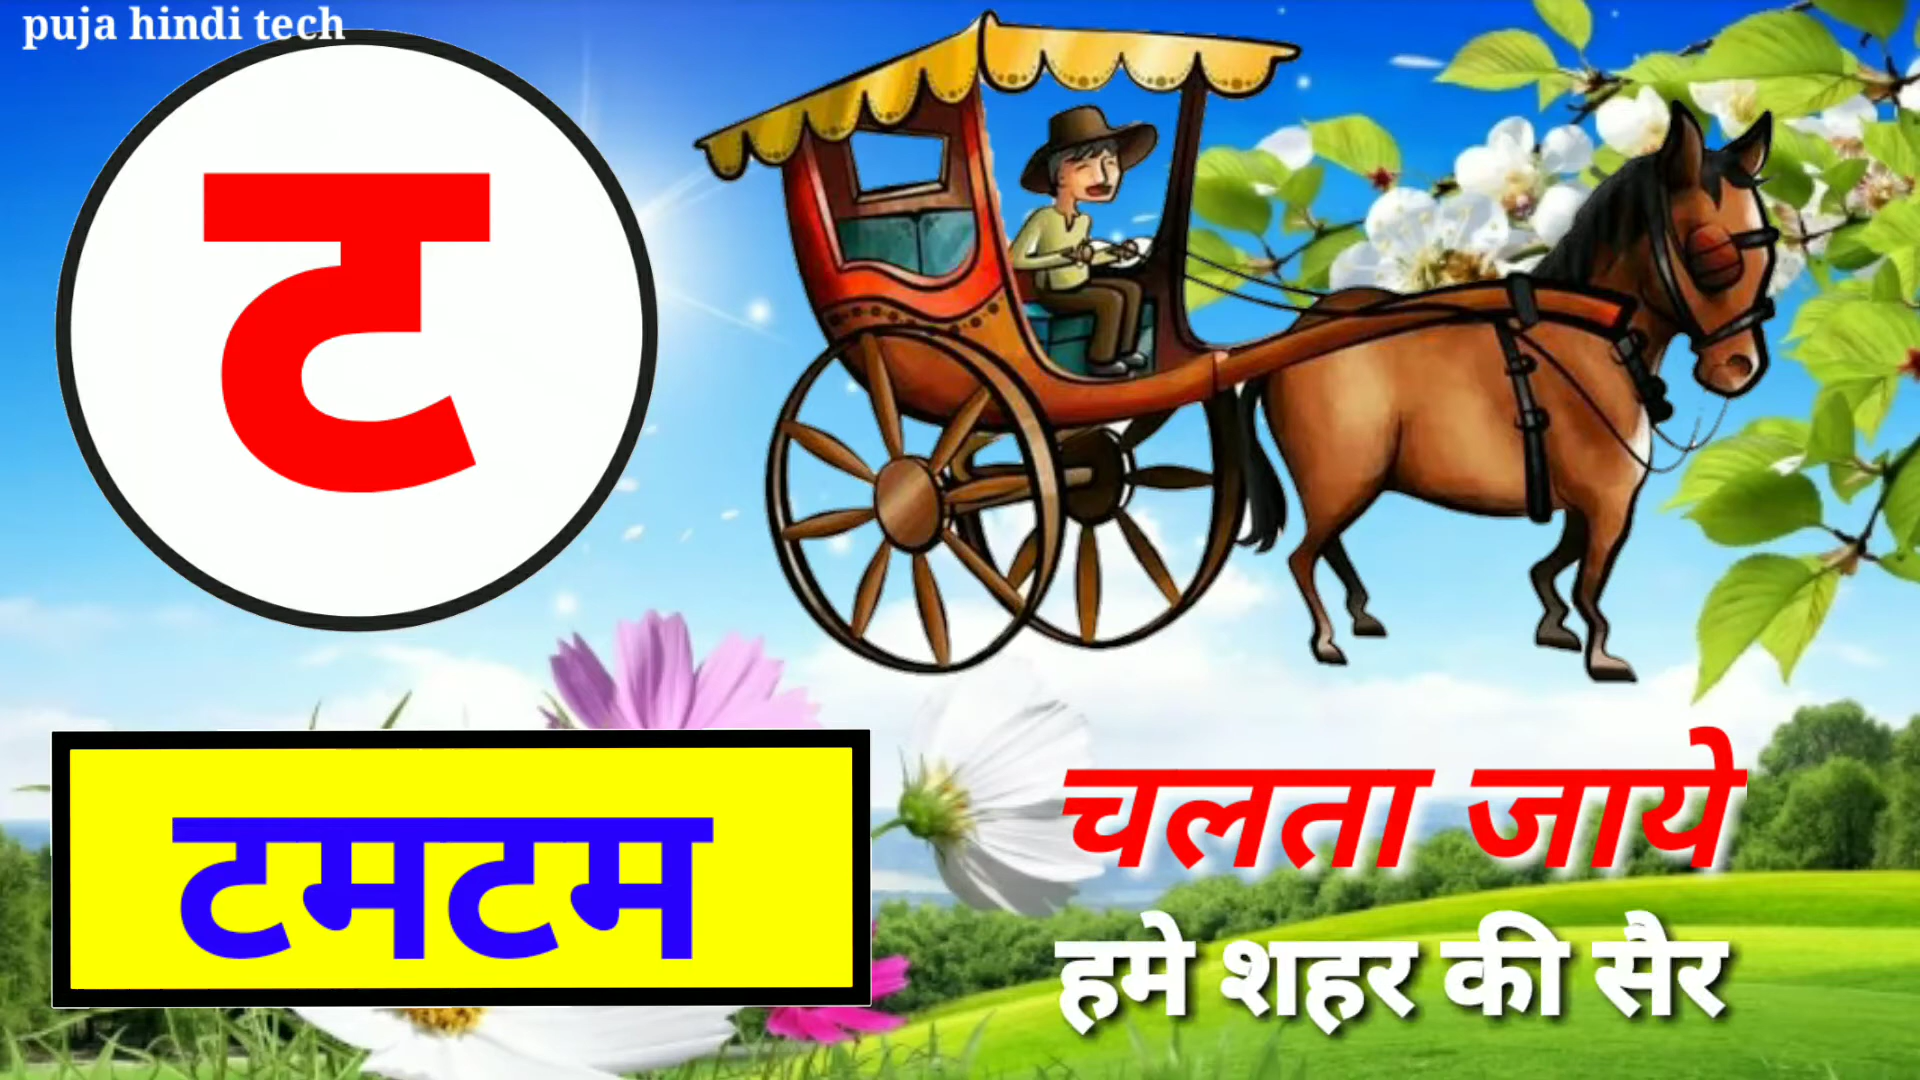 puja hindi tech
ट
टमटम
चलता जाये
हमे शहर की सैर